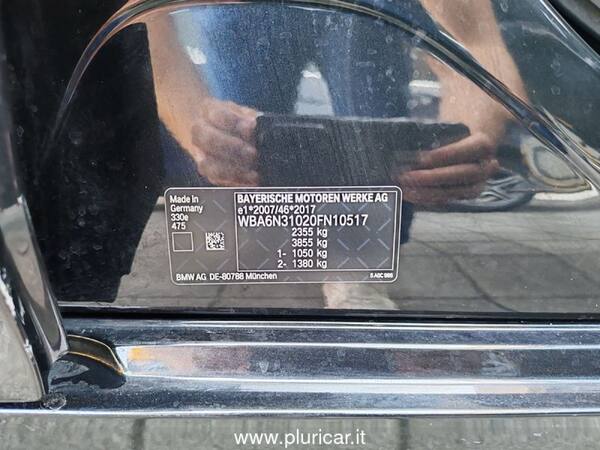 Made in
Germany
330e
475
BAYERISCHE MOTOREN WERKE AG
e1*2007/46*2017
WBA6N31020FN10517
2355 kg
3855 kg
1- 1050 kg
2- 1380 kg
BMW AG DE-80788 München
www.pluricar.it